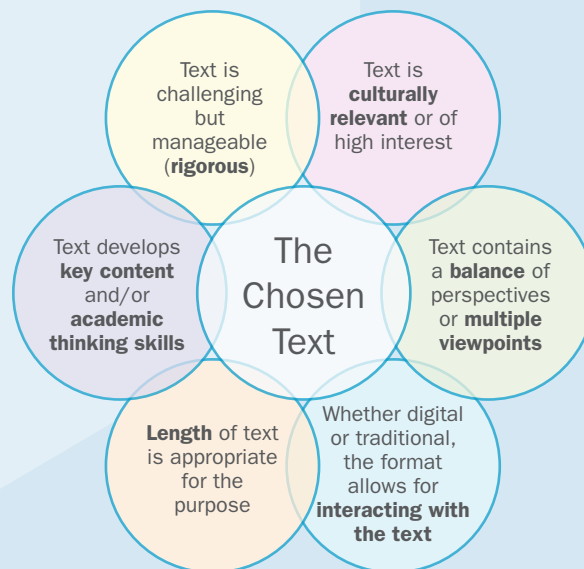 Text is
challenging
but
manageable
(rigorous)
Text is
culturally
relevant or of
high interest
Text develops
key content
and/or
academic
thinking skills
The
Chosen
Text
Text contains
a balance of
perspectives
or multiple
viewpoints
Length of text
is appropriate
for the
purpose
Whether digital
or traditional,
the format
allows for
interacting with
the text